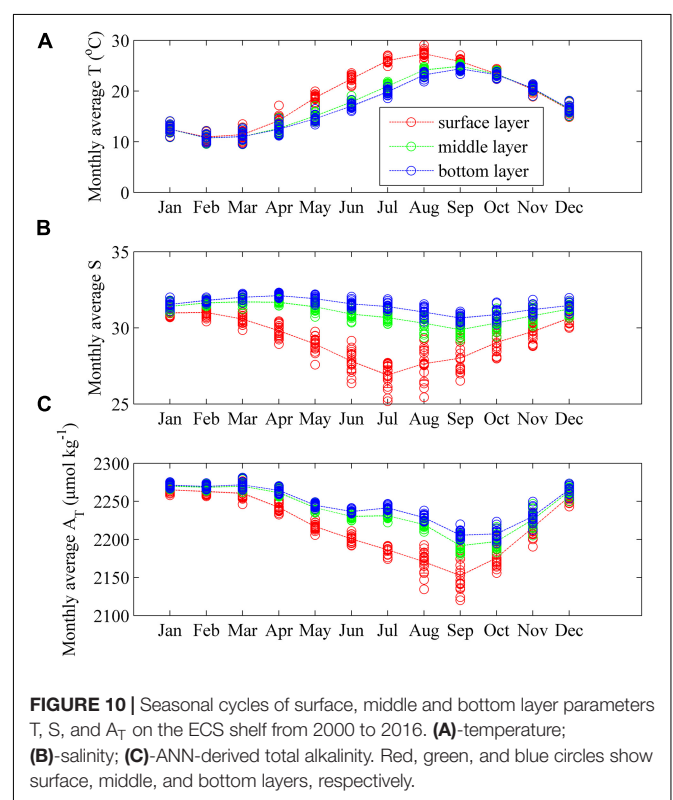 A
Monthly average T (°C)
30
20
10
0
surface layer
middle layer
bottom layer
Jan Feb Mar Apr May Jun Jul Aug Sep Oct Nov Dec
B
Monthly average S
35
30
25
Jan Feb Mar Apr May Jun Jul Aug Sep Oct Nov Dec
C
Monthly average A_T (μmol kg⁻¹)
2300
2250
2200
2150
2100
Jan Feb Mar Apr May Jun Jul Aug Sep Oct Nov Dec
FIGURE 10 | Seasonal cycles of surface, middle and bottom layer parameters
T, S, and A_T on the ECS shelf from 2000 to 2016. (A)-temperature;
(B)-salinity; (C)-ANN-derived total alkalinity. Red, green, and blue circles show
surface, middle, and bottom layers, respectively.